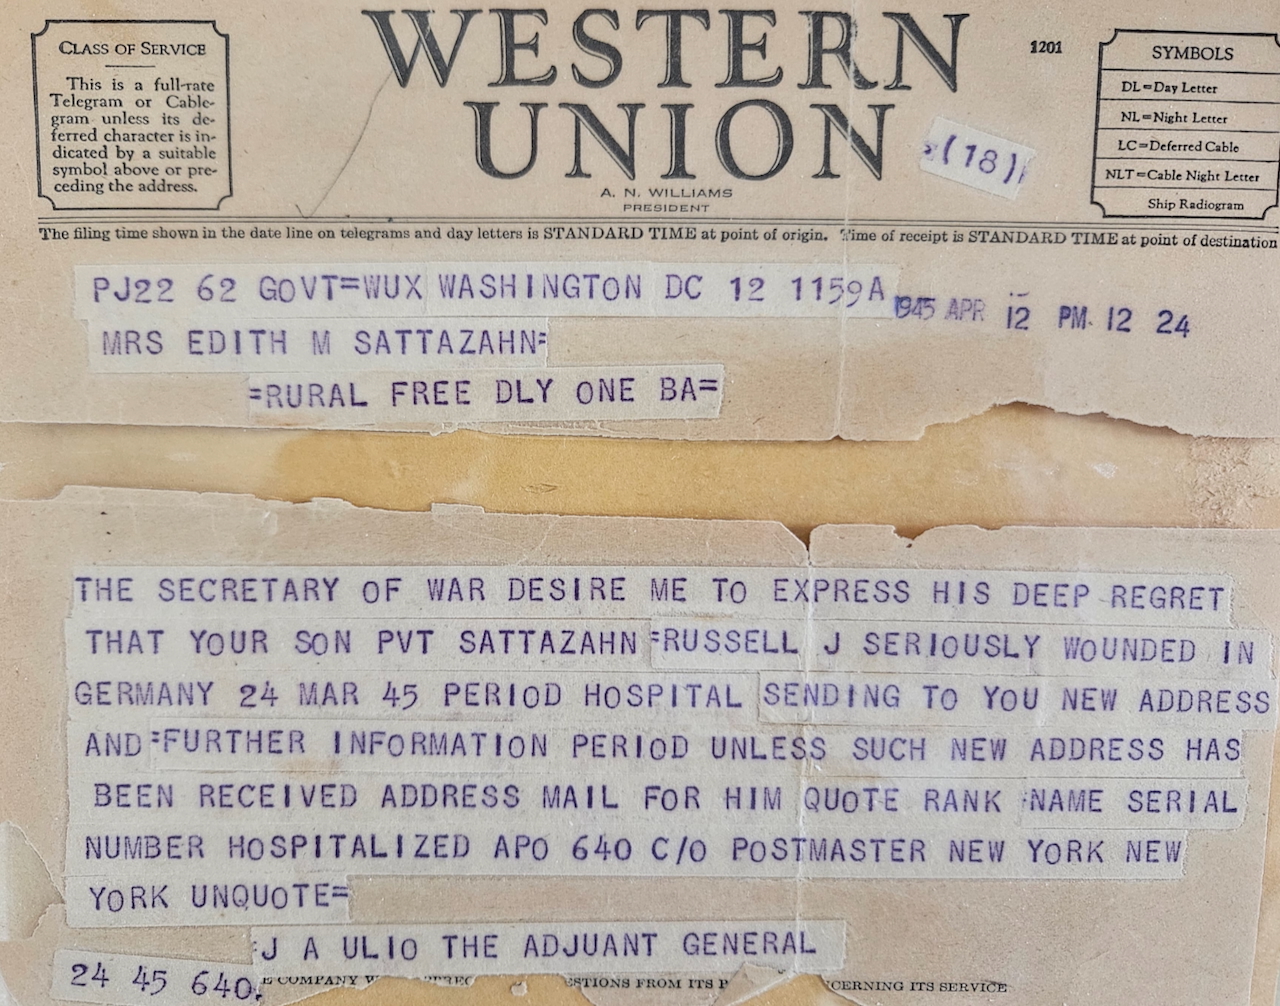 WESTERN
UNION
1201
CLASS OF SERVICE
This is a full-rate
Telegram or Cable-
gram unless its de-
ferred character is in-
dicated by a suitable
symbol above or pre-
ceding the address.
(18)
A. N. WILLIAMS
PRESIDENT
SYMBOLS
DL=Day Letter
NL=Night Letter
LC=Deferred Cable
NLT=Cable Night Letter
Ship Radiogram
The filing time shown in the date line on telegrams and day letters is STANDARD TIME at point of origin. Time of receipt is STANDARD TIME at point of destination
PJ22 62 GOVT=WUX WASHINGTON DC 12 1159A
1945 APR 12 PM 12 24
MRS EDITH M SATTAZAHN=
=RURAL FREE DLY ONE BA=
THE SECRETARY OF WAR DESIRE ME TO EXPRESS HIS DEEP REGRET
THAT YOUR SON PVT SATTAZAHN =RUSSELL J SERIOUSLY WOUNDED IN
GERMANY 24 MAR 45 PERIOD HOSPITAL SENDING TO YOU NEW ADDRESS
AND =FURTHER INFORMATION PERIOD UNLESS SUCH NEW ADDRESS HAS
BEEN RECEIVED ADDRESS MAIL FOR HIM QUOTE RANK NAME SERIAL
NUMBER HOSPITALIZED APO 640 C/O POSTMASTER NEW YORK NEW
YORK UNQUOTE=
J A ULIO THE ADJUANT GENERAL
24 45 640.
COMPANY FROM ITS ITS SERVICE